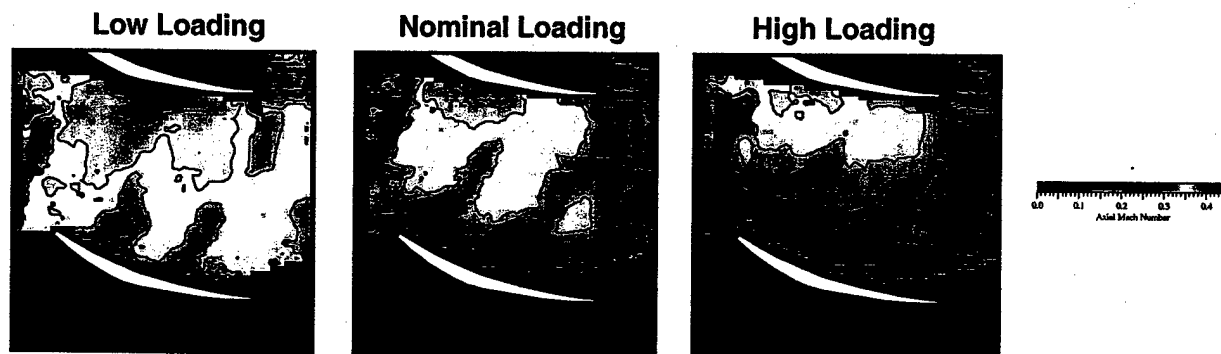 Low Loading
Nominal Loading
High Loading
0.0 0.1 0.2 0.3 0.4
Axial Mach Number